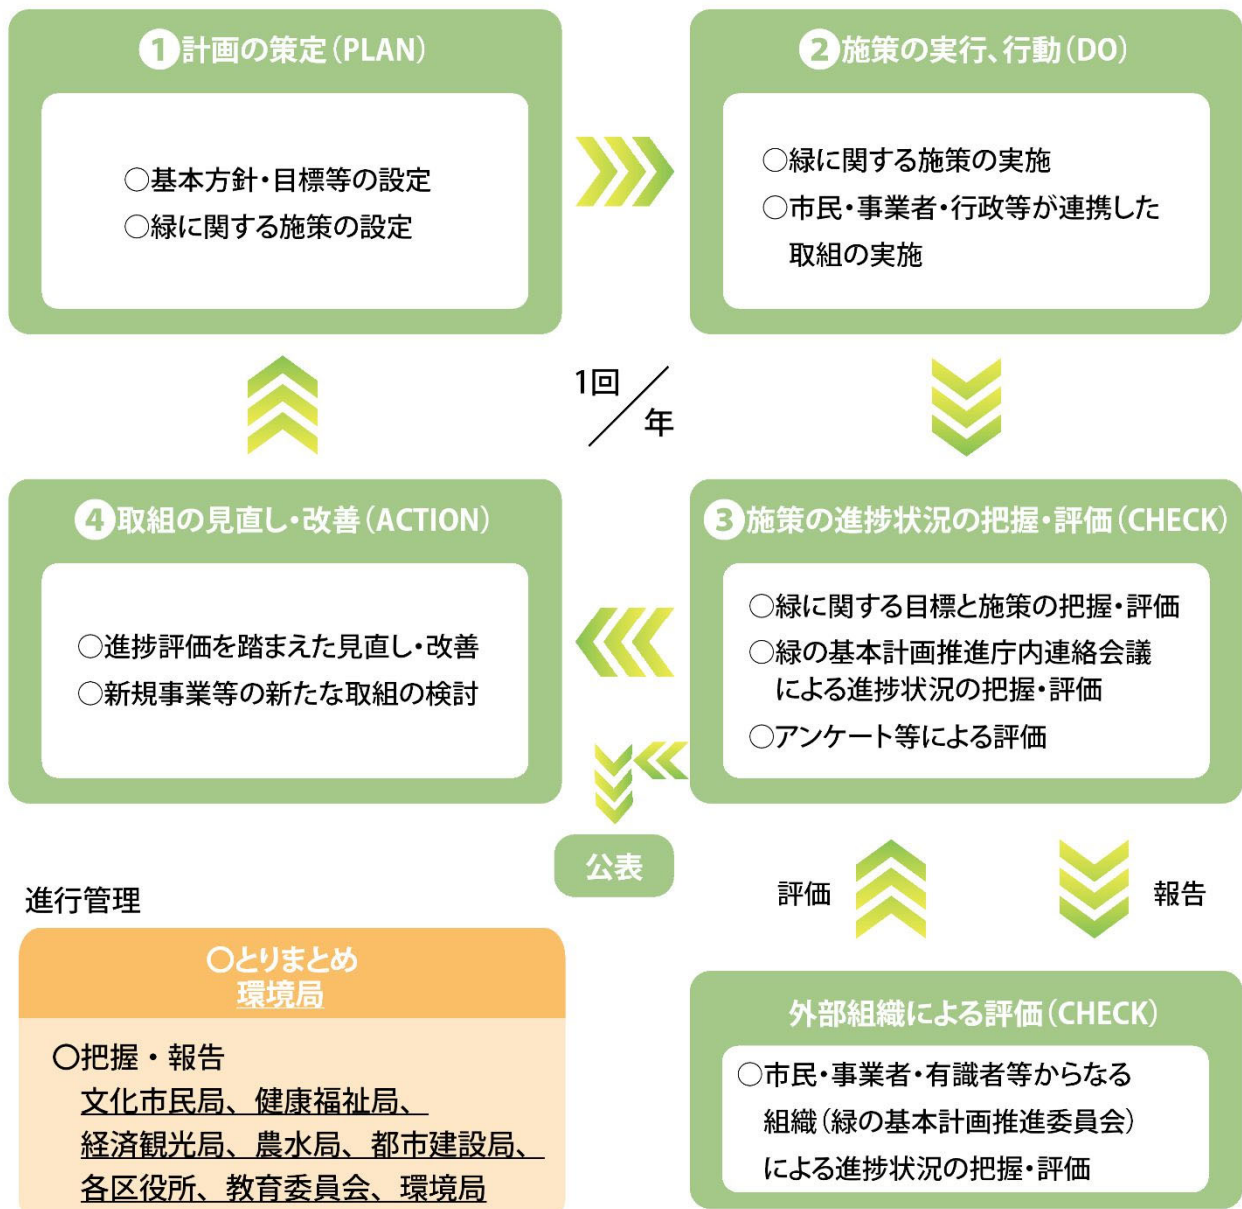 ❶計画の策定（PLAN）
○基本方針・目標等の設定
○緑に関する施策の設定
❷施策の実行、行動（DO）
○緑に関する施策の実施
○市民・事業者・行政等が連携した
取組の実施
1回／年
❸施策の進捗状況の把握・評価（CHECK）
○緑に関する目標と施策の把握・評価
○緑の基本計画推進庁内連絡会議
による進捗状況の把握・評価
○アンケート等による評価
❹取組の見直し・改善（ACTION）
○進捗評価を踏まえた見直し・改善
○新規事業等の新たな取組の検討
公表
評価
報告
外部組織による評価（CHECK）
○市民・事業者・有識者等からなる
組織（緑の基本計画推進委員会）
による進捗状況の把握・評価
進行管理
○とりまとめ
環境局
○把握・報告
文化市民局、健康福祉局、
経済観光局、農水局、都市建設局、
各区役所、教育委員会、環境局